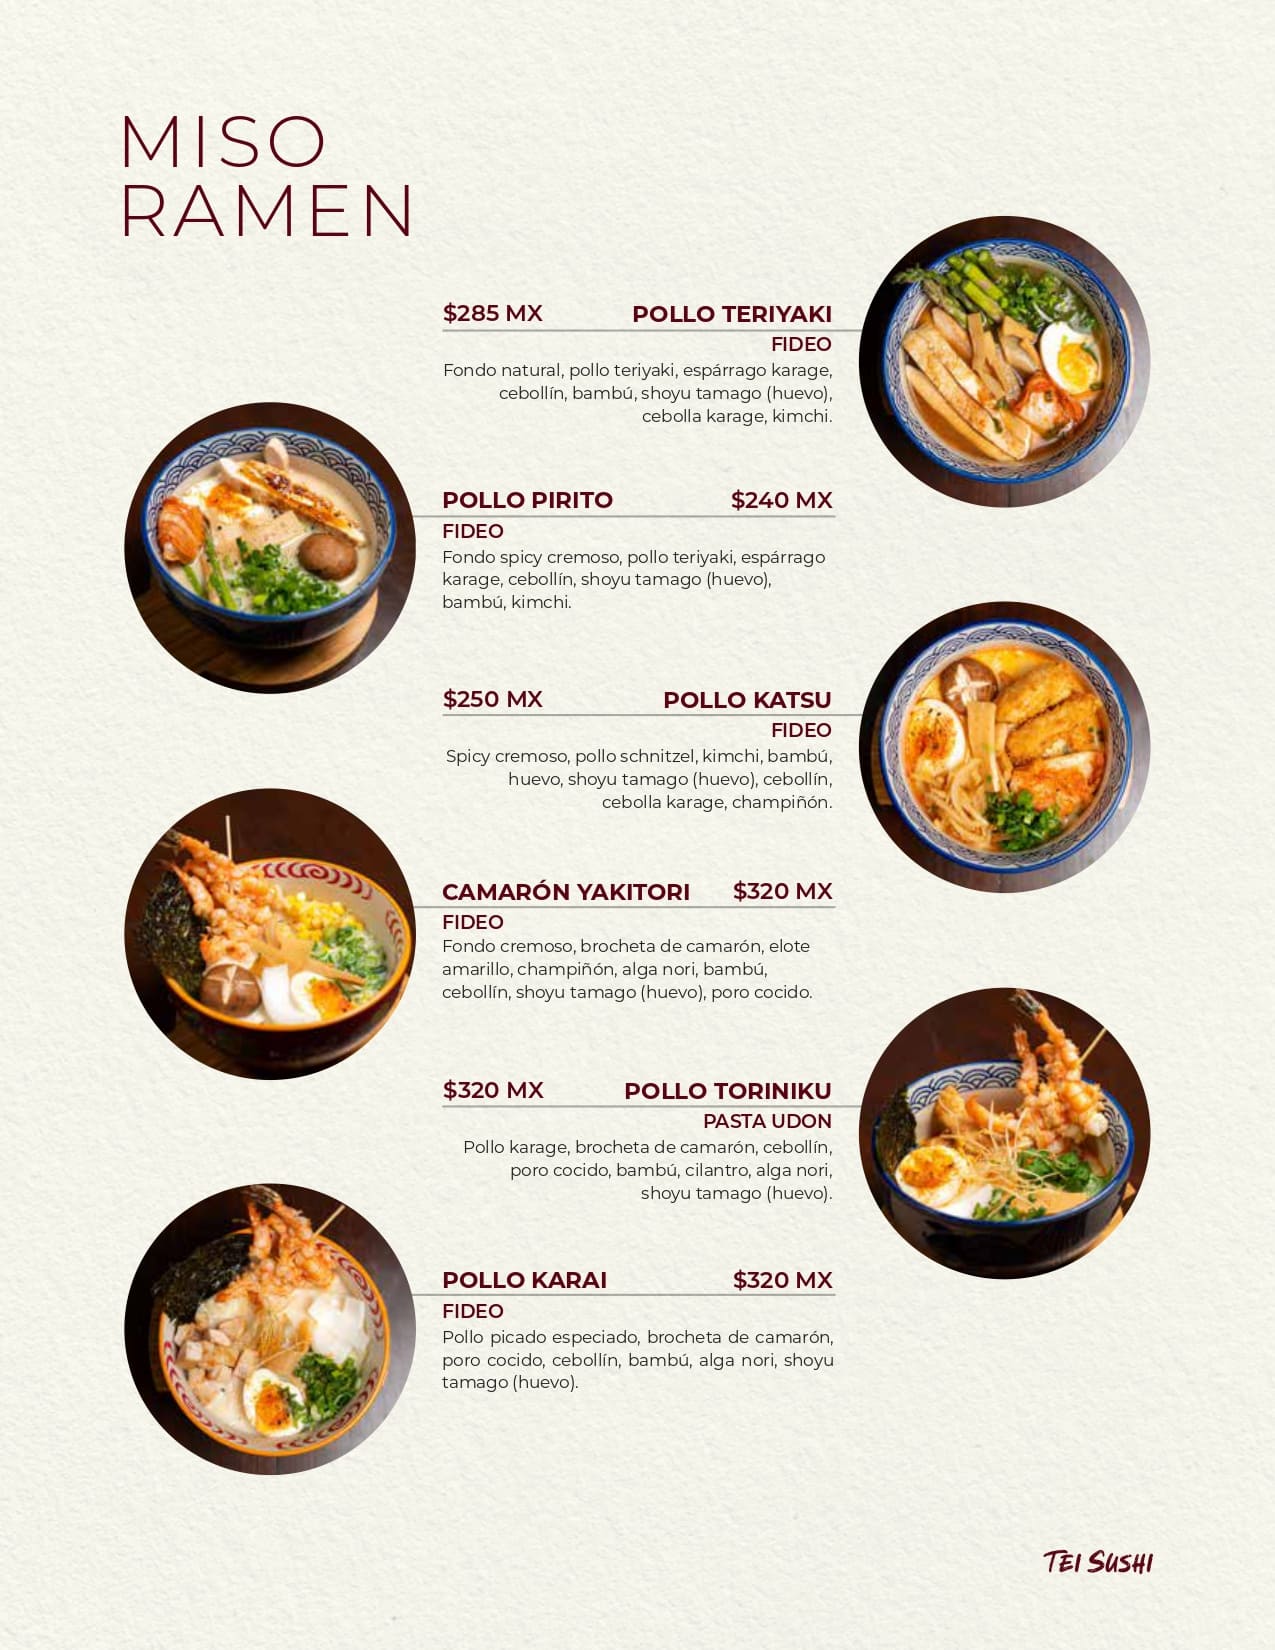 MISO
RAMEN
$285 MX POLLO TERIYAKI
FIDEO
Fondo natural, pollo teriyaki, espárrago karage,
cebollín, bambú, shoyu tamago (huevo),
cebolla karage, kimchi.
POLLO PIRITO $240 MX
FIDEO
Fondo spicy cremoso, pollo teriyaki, espárrago
karage, cebollín, shoyu tamago (huevo),
bambú, kimchi.
$250 MX POLLO KATSU
FIDEO
Spicy cremoso, pollo schnitzel, kimchi, bambú,
huevo, shoyu tamago (huevo), cebollín,
cebolla karage, champiñón.
CAMARÓN YAKITORI $320 MX
FIDEO
Fondo cremoso, brocheta de camarón, elote
amarillo, champiñón, alga nori, bambú,
cebollín, shoyu tamago (huevo), poro cocido.
$320 MX POLLO TORINIKU
PASTA UDON
Pollo karage, brocheta de camarón, cebollín,
poro cocido, bambú, cilantro, alga nori,
shoyu tamago (huevo).
POLLO KARAI $320 MX
FIDEO
Pollo picado especiado, brocheta de camarón,
poro cocido, cebollín, bambú, alga nori, shoyu
tamago (huevo).
TEI SUSHI